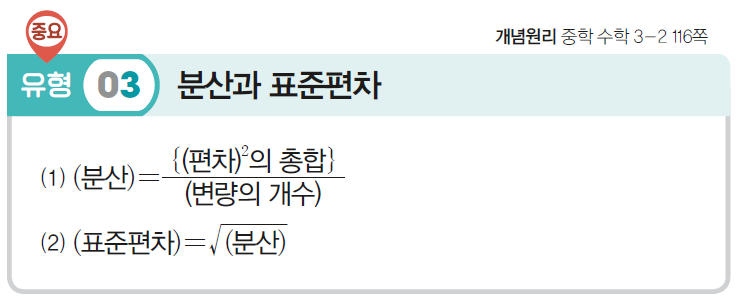 중요
개념원리 중학 수학 3-2 116쪽
유형 03 분산과 표준편차
(1) (분산)={(편차)²의 총합}/(변량의 개수)
(2) (표준편차)=√(분산)